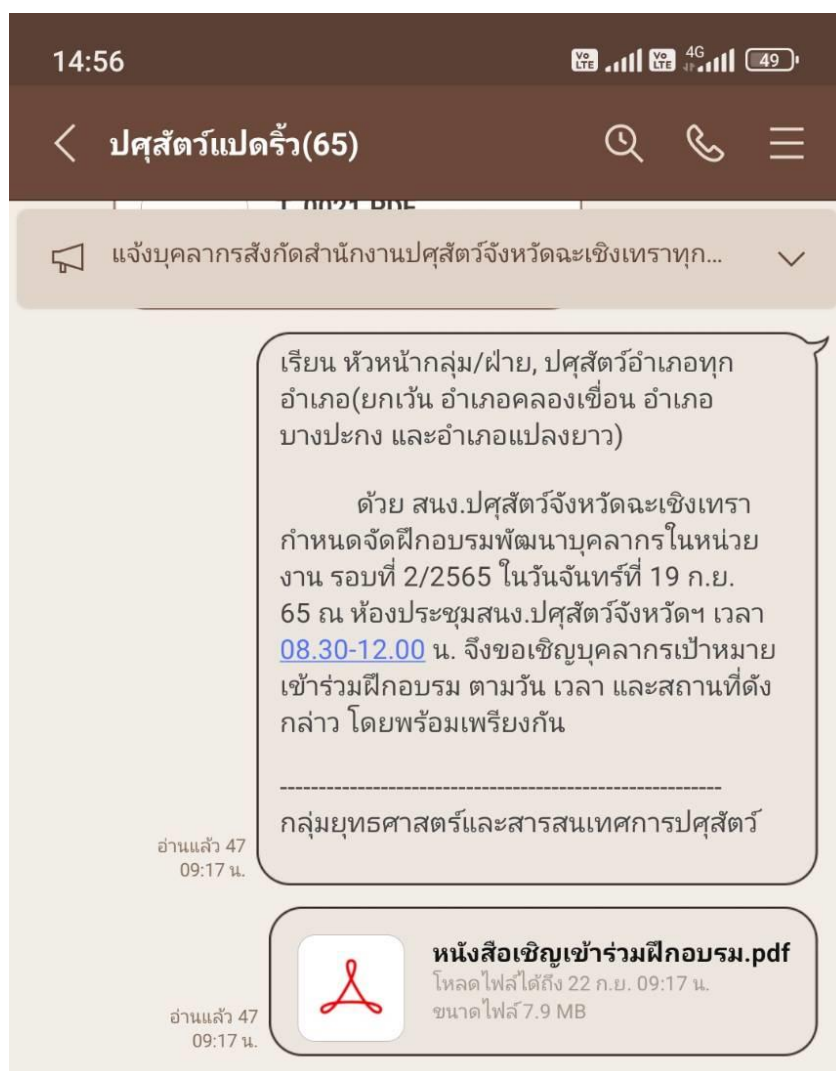 14:56
Vo LTE Vo LTE 4G 49
ปศุสัตว์แปดริ้ว(65)
แจ้งบุคลากรสังกัดสำนักงานปศุสัตว์จังหวัดฉะเชิงเทราทุก...
เรียน หัวหน้ากลุ่ม/ฝ่าย, ปศุสัตว์อำเภอทุก
อำเภอ(ยกเว้น อำเภอคลองเขื่อน อำเภอ
บางปะกง และอำเภอแปลงยาว)
ด้วย สนง.ปศุสัตว์จังหวัดฉะเชิงเทรา
กำหนดจัดฝึกอบรมพัฒนาบุคลากรในหน่วย
งาน รอบที่ 2/2565 ในวันจันทร์ที่ 19 ก.ย.
65 ณ ห้องประชุมสนง.ปศุสัตว์จังหวัดฯ เวลา
08.30-12.00 น. จึงขอเชิญบุคลากรเป้าหมาย
เข้าร่วมฝึกอบรม ตามวัน เวลา และสถานที่ดัง
กล่าว โดยพร้อมเพรียงกัน
---------------------------------------------------------
กลุ่มยุทธศาสตร์และสารสนเทศการปศุสัตว์
อ่านแล้ว 47
09:17 น.
หนังสือเชิญเข้าร่วมฝึกอบรม.pdf
โหลดไฟล์ได้ถึง 22 ก.ย. 09:17 น.
ขนาดไฟล์ 7.9 MB
อ่านแล้ว 47
09:17 น.